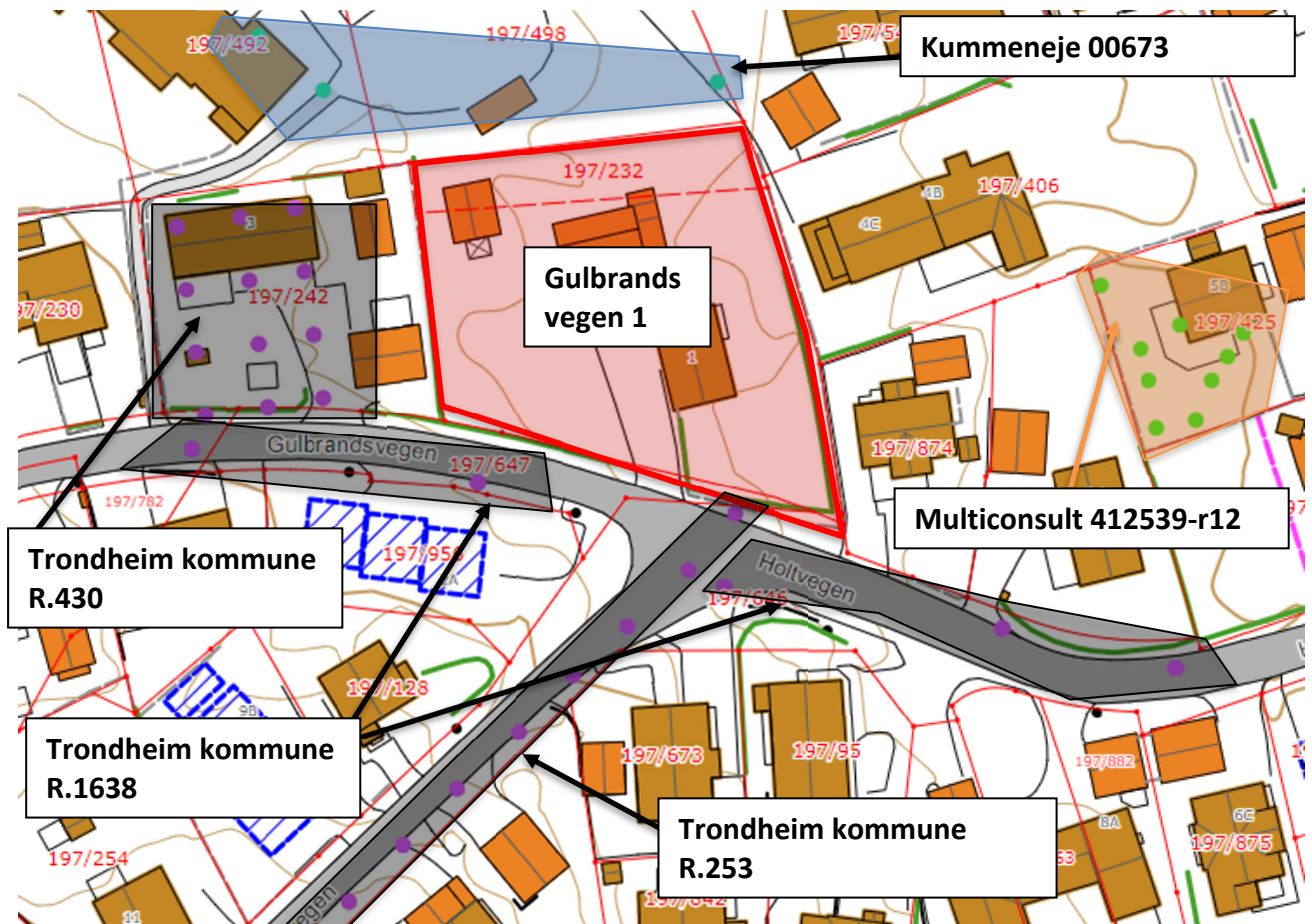 197/492
197/498
Kummeneje 00673
197/232
197/406
4B
4C
3
197/242
Gulbrands
vegen 1
5B
197/425
1
Gulbrandsvegen
197/647
197/874
197/782
Multiconsult 412539-r12
Trondheim kommune
R.430
197/956
Holtvegen
197/646
197/128
9B
Trondheim kommune
R.1638
197/673
197/95
197/882
Trondheim kommune
R.253
8A
6C
197/875
197/254
11